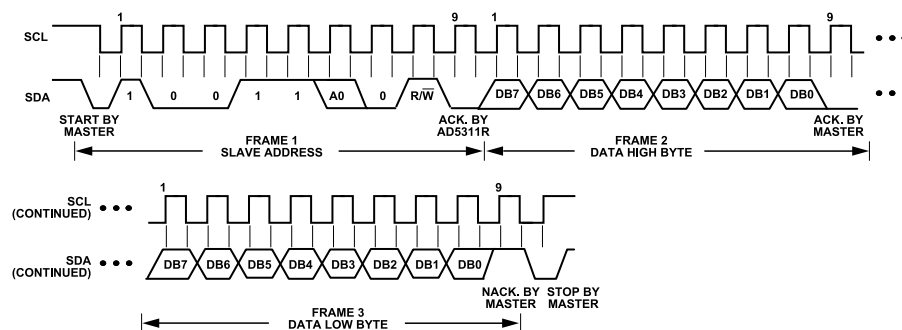 1 9 1 9
SCL
SDA 1 0 0 1 1 A0 0 R/W̅ DB7 DB6 DB5 DB4 DB3 DB2 DB1 DB0
START BY
MASTER
ACK. BY
AD5311R
ACK. BY
MASTER
FRAME 1
SLAVE ADDRESS
FRAME 2
DATA HIGH BYTE
1 9
SCL
(CONTINUED)
SDA
(CONTINUED)
DB7 DB6 DB5 DB4 DB3 DB2 DB1 DB0
NACK. BY
MASTER
STOP BY
MASTER
FRAME 3
DATA LOW BYTE